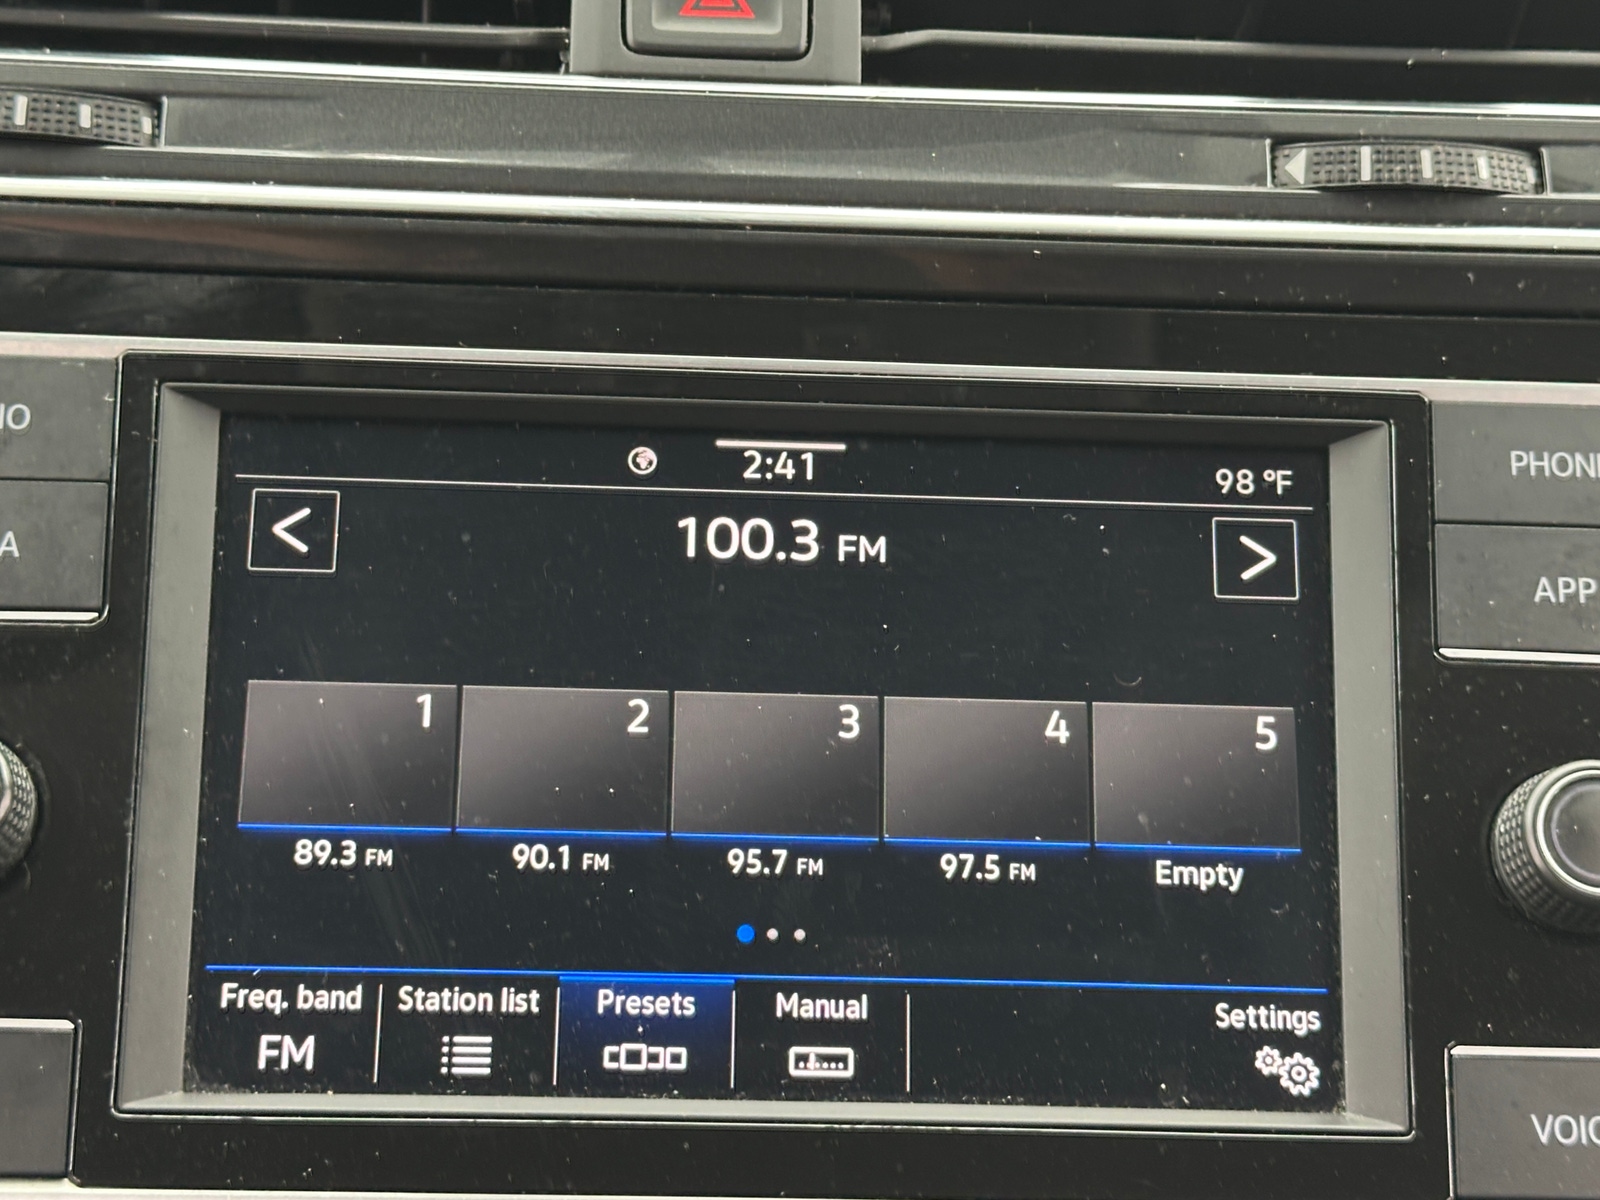 2:41
98 °F
<
100.3 FM
>
1 2 3 4 5
89.3 FM 90.1 FM 95.7 FM 97.5 FM Empty
Freq. band Station list Presets Manual Settings
FM
IO
A
PHON
APP
VOIC